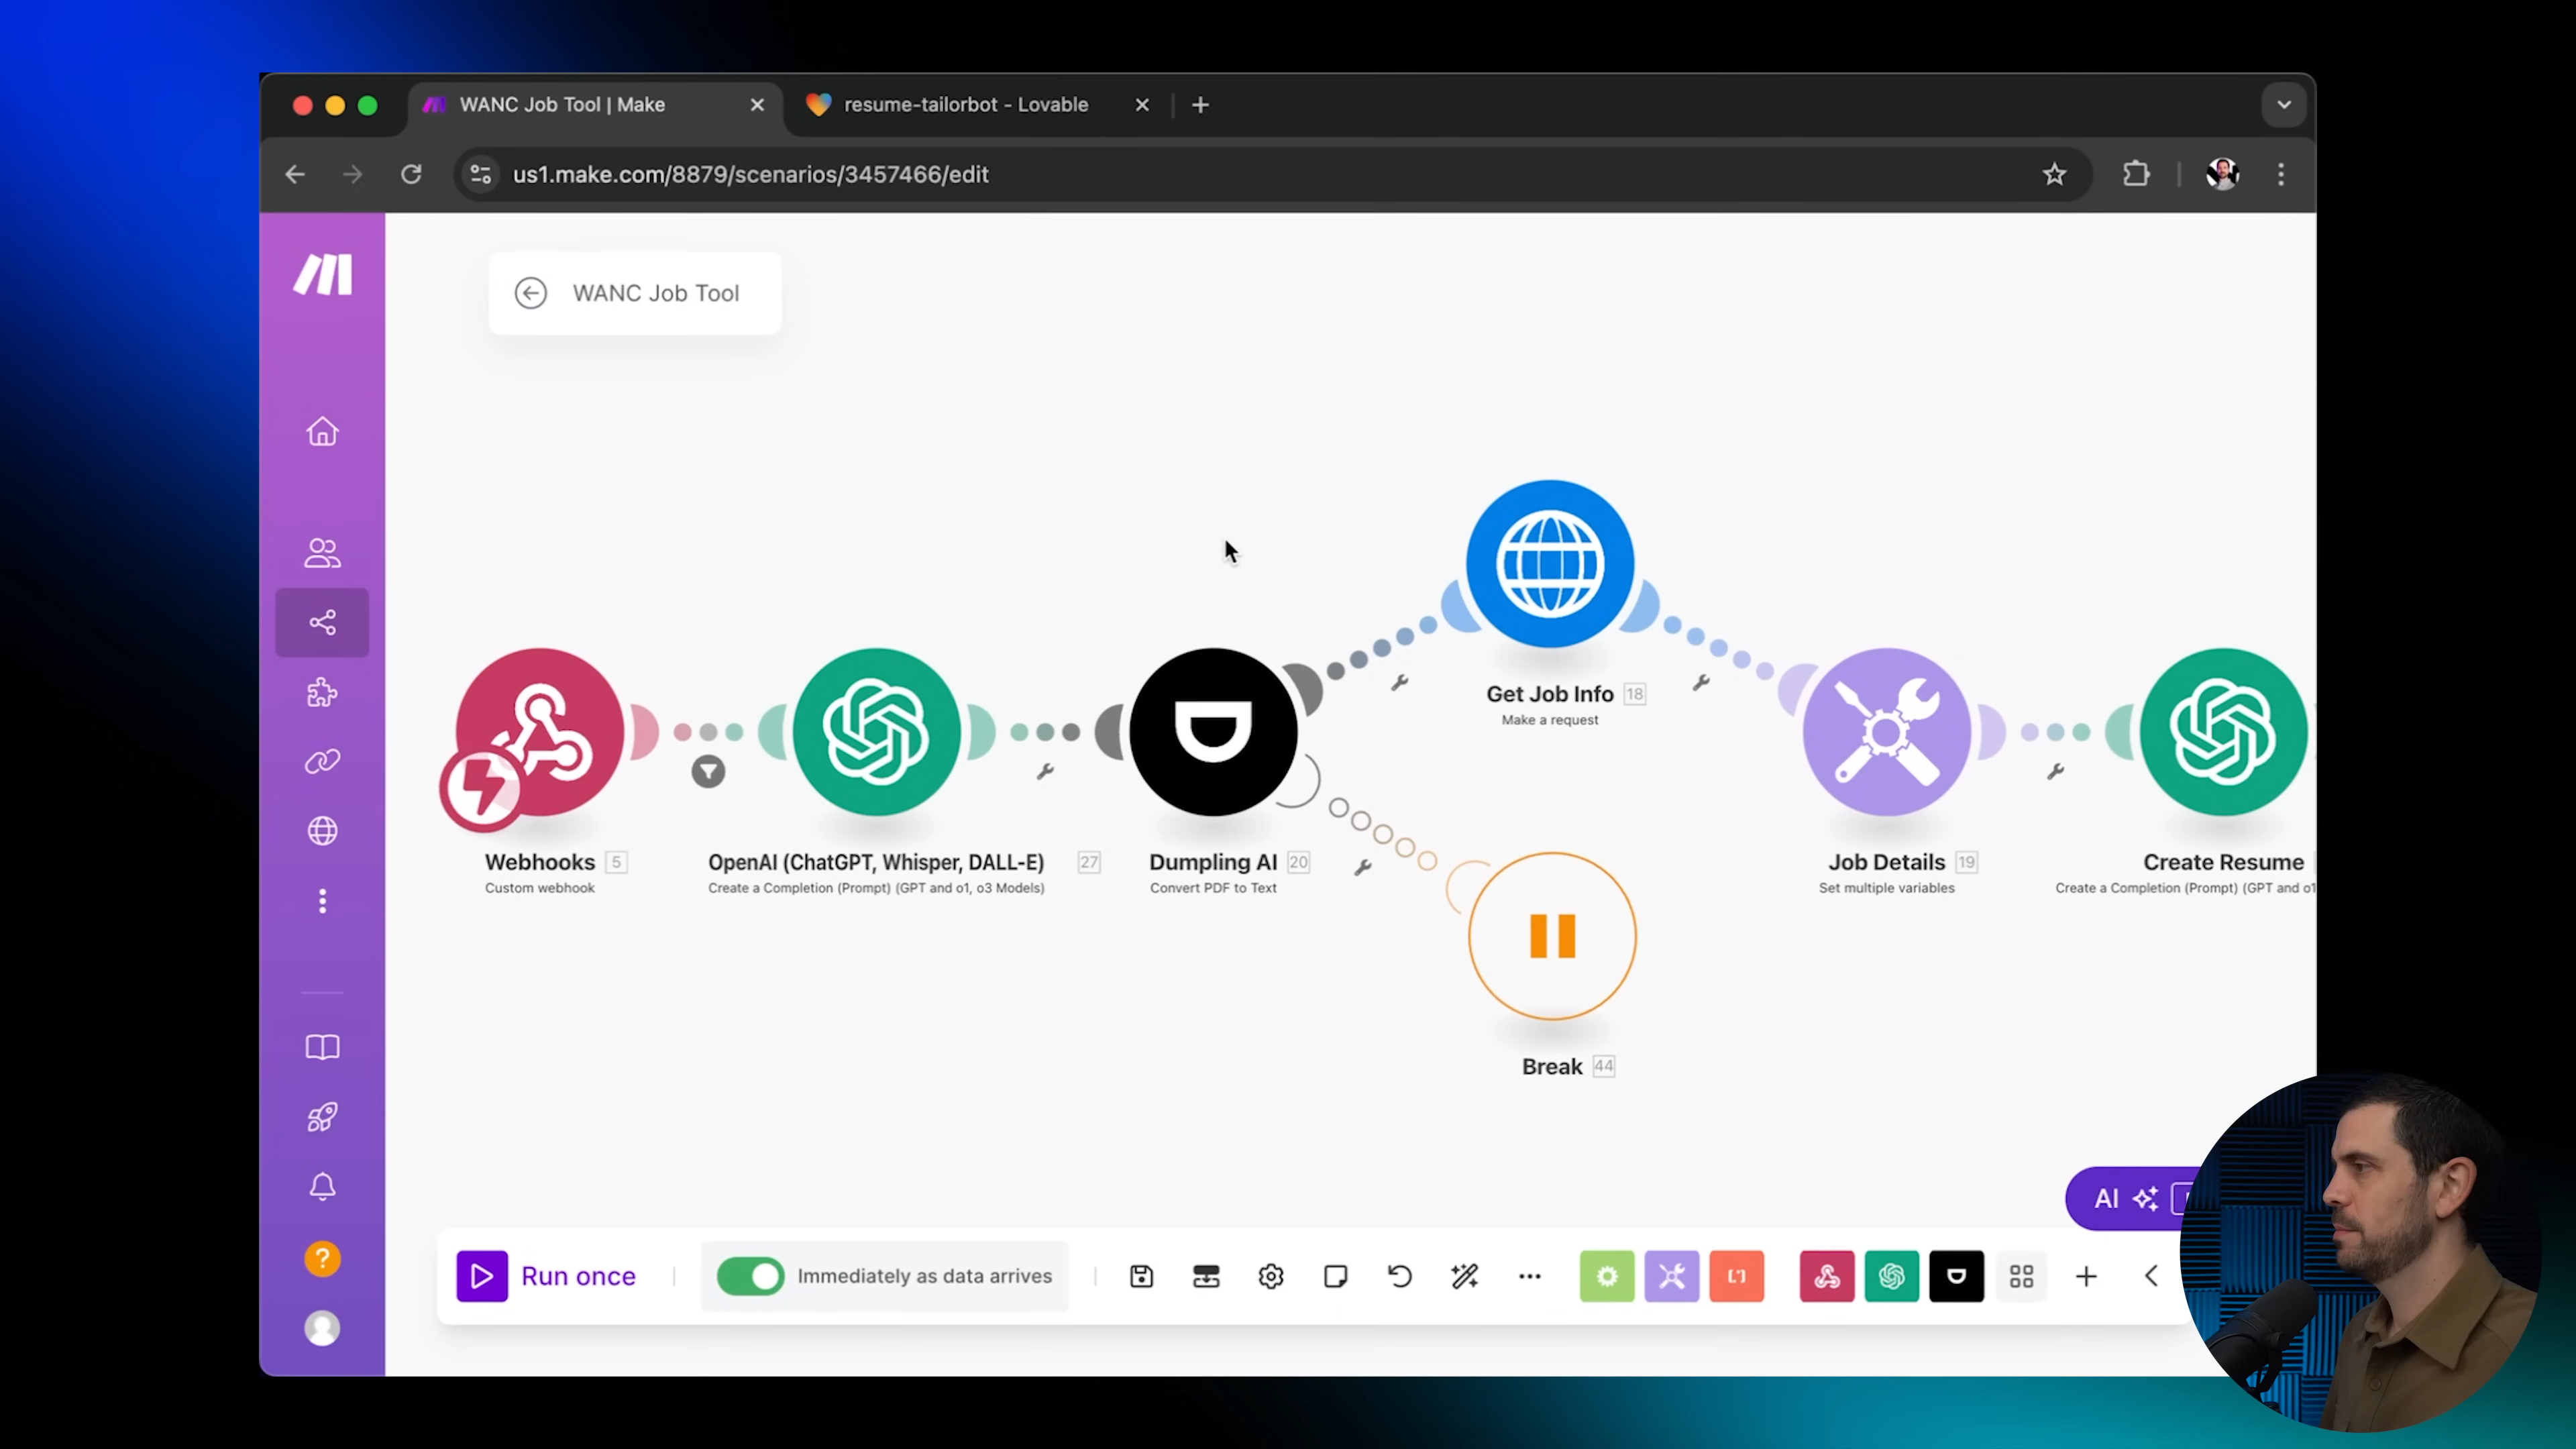 WANC Job Tool | Make
resume-tailorbot - Lovable
us1.make.com/8879/scenarios/3457466/edit
WANC Job Tool
Get Job Info 18
Make a request
Webhooks 5
Custom webhook
OpenAI (ChatGPT, Whisper, DALL-E) 27
Create a Completion (Prompt) (GPT and o1, o3 Models)
Dumpling AI 20
Convert PDF to Text
Job Details 19
Set multiple variables
Create Resume
Create a Completion (Prompt) (GPT and o1
Break 44
AI
?
Run once
Immediately as data arrives